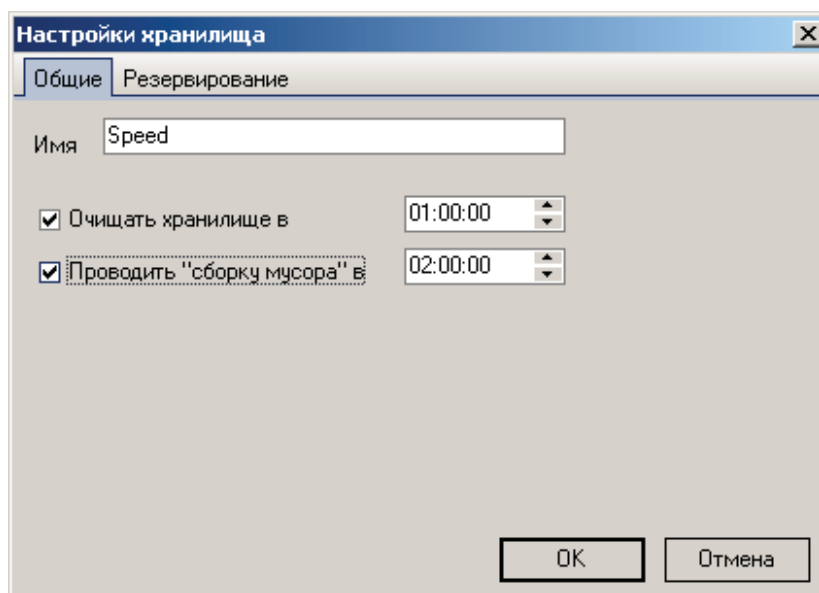 Настройки хранилища
Общие Резервирование
Имя Speed
Очищать хранилище в 01:00:00
Проводить "сборку мусора" в 02:00:00
OK Отмена